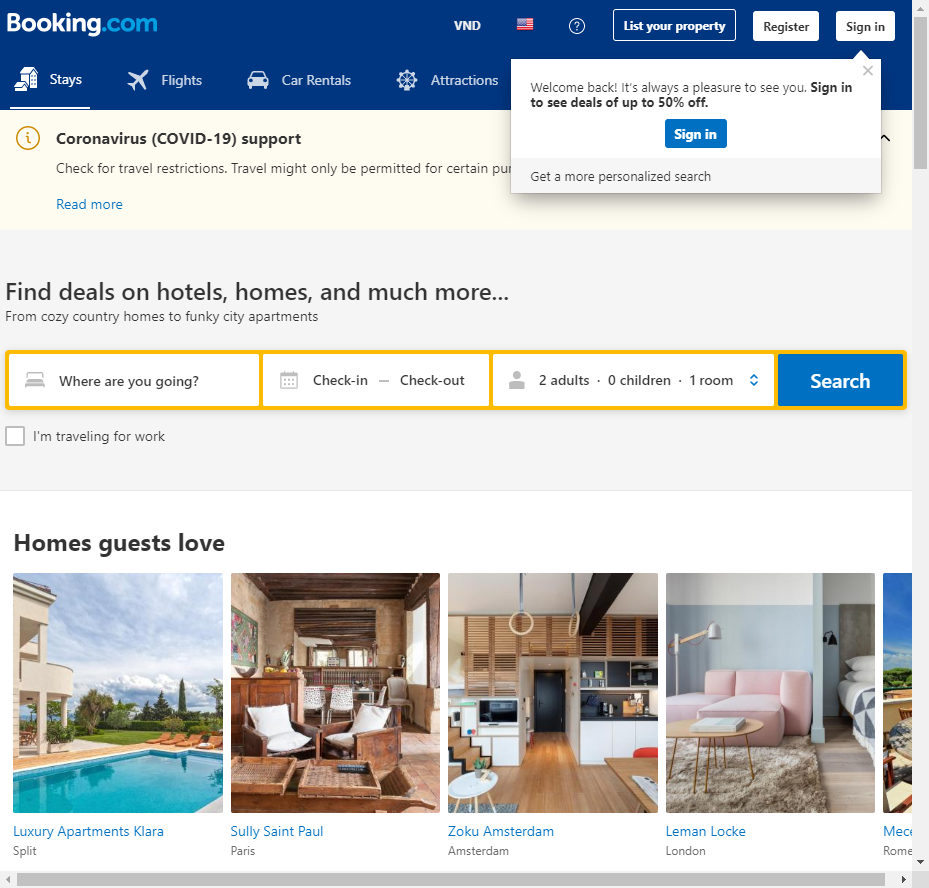 Booking.com
VND
List your property
Register
Sign in
Stays
Flights
Car Rentals
Attractions
Welcome back! It's always a pleasure to see you. Sign in
to see deals of up to 50% off.
Sign in
Get a more personalized search
Coronavirus (COVID-19) support
Check for travel restrictions. Travel might only be permitted for certain
Read more
Find deals on hotels, homes, and much more...
From cozy country homes to funky city apartments
Where are you going?
Check-in — Check-out
2 adults · 0 children · 1 room
Search
I'm traveling for work
Homes guests love
Luxury Apartments Klara
Split
Sully Saint Paul
Paris
Zoku Amsterdam
Amsterdam
Leman Locke
London
Rome